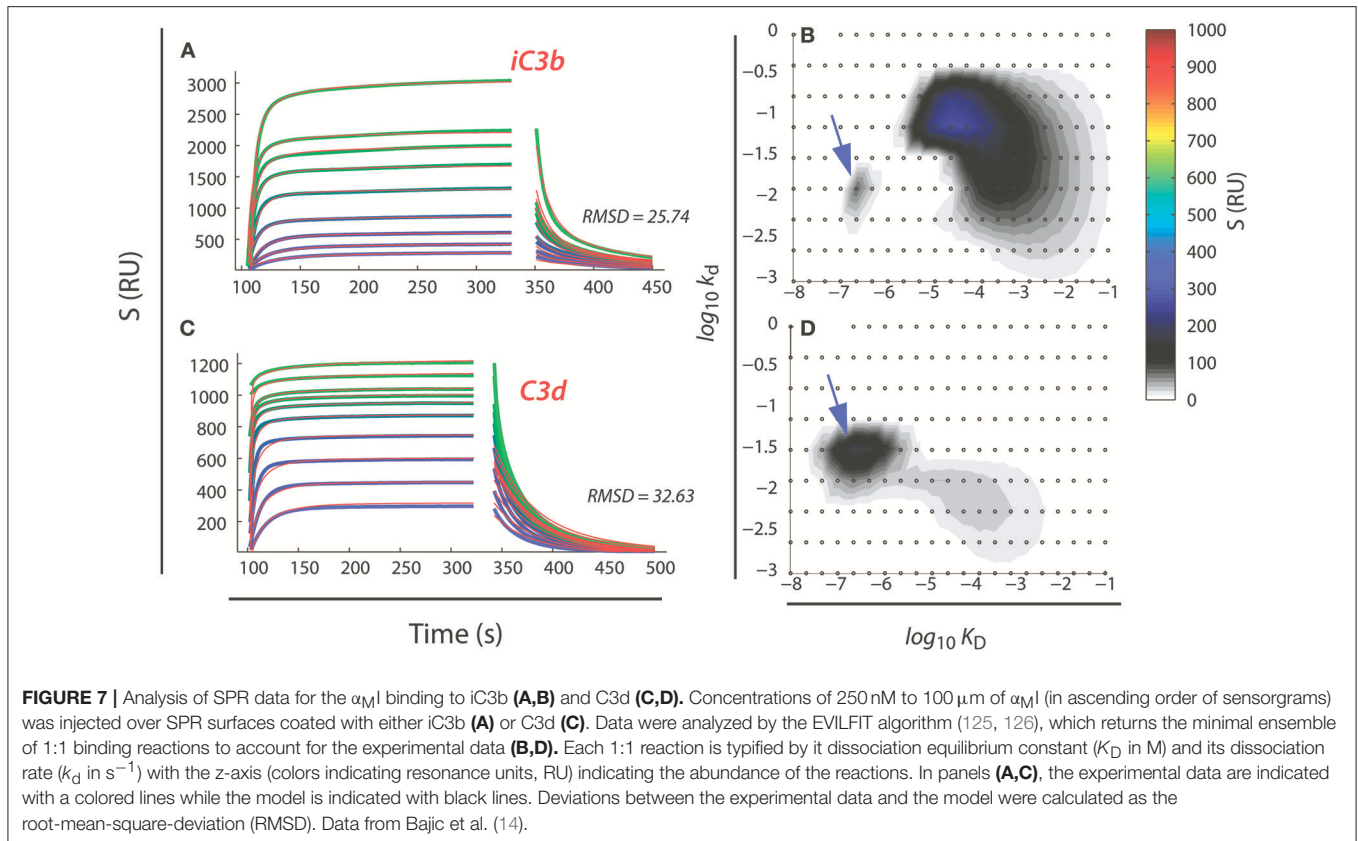 A
iC3b
3000
2500
2000
1500
1000
500
RMSD = 25.74
100 150 200 250 300 350 400 450
S (RU)
C
C3d
1200
1000
800
600
400
200
RMSD = 32.63
100 150 200 250 300 350 400 450 500
Time (s)
B
0
−0.5
−1
−1.5
−2
−2.5
−3
−8 −7 −6 −5 −4 −3 −2 −1
log10 kd
D
0
−0.5
−1
−1.5
−2
−2.5
−3
−8 −7 −6 −5 −4 −3 −2 −1
log10 KD
1000
900
800
700
600
500
400
300
200
100
0
S (RU)
FIGURE 7 | Analysis of SPR data for the αMI binding to iC3b (A,B) and C3d (C,D). Concentrations of 250 nM to 100 μm of αMI (in ascending order of sensorgrams)
was injected over SPR surfaces coated with either iC3b (A) or C3d (C). Data were analyzed by the EVILFIT algorithm (125, 126), which returns the minimal ensemble
of 1:1 binding reactions to account for the experimental data (B,D). Each 1:1 reaction is typified by it dissociation equilibrium constant (KD in M) and its dissociation
rate (kd in s−1) with the z-axis (colors indicating resonance units, RU) indicating the abundance of the reactions. In panels (A,C), the experimental data are indicated
with a colored lines while the model is indicated with black lines. Deviations between the experimental data and the model were calculated as the
root-mean-square-deviation (RMSD). Data from Bajic et al. (14).